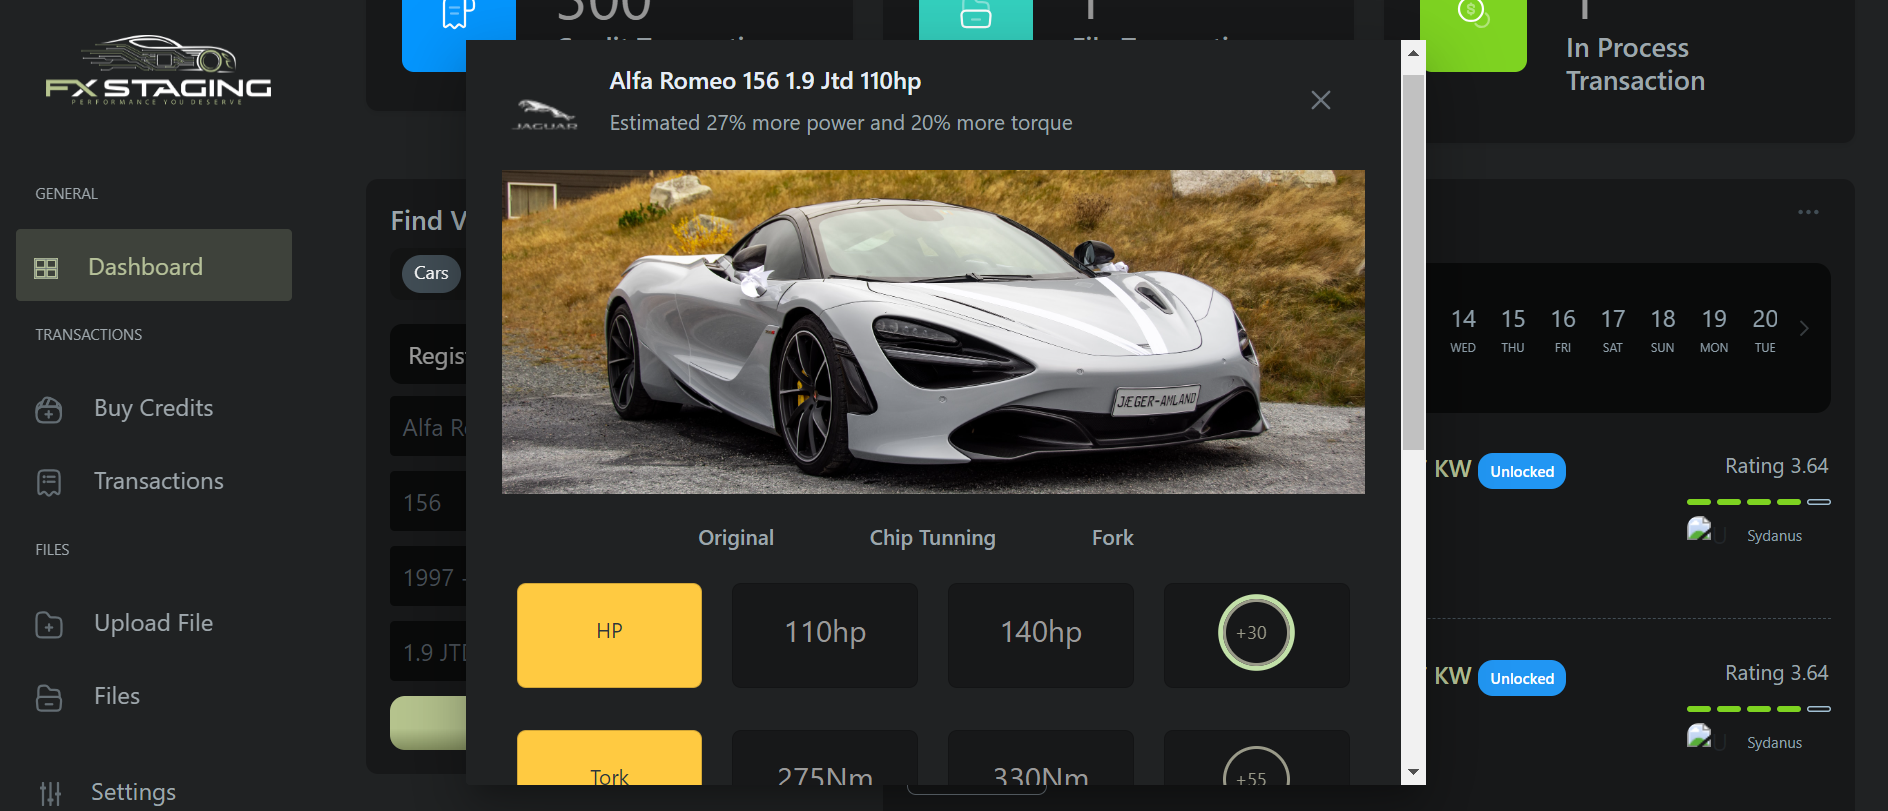 FX STAGING
PERFORMANCE YOU DESERVE
GENERAL
Dashboard
TRANSACTIONS
Buy Credits
Transactions
FILES
Upload File
Files
Settings
300
1
1
In Process
Transaction
Find V
Cars
Regist
Alfa Ro
156
1997 -
1.9 JTD
Alfa Romeo 156 1.9 Jtd 110hp
Estimated 27% more power and 20% more torque
JAGUAR
JÆGER-AMLAND
Original
Chip Tunning
Fork
HP
110hp
140hp
+30
Tork
275Nm
330Nm
+55
14 15 16 17 18 19 20
WED THU FRI SAT SUN MON TUE
KW
Unlocked
Rating 3.64
U
Sydanus
KW
Unlocked
Rating 3.64
U
Sydanus